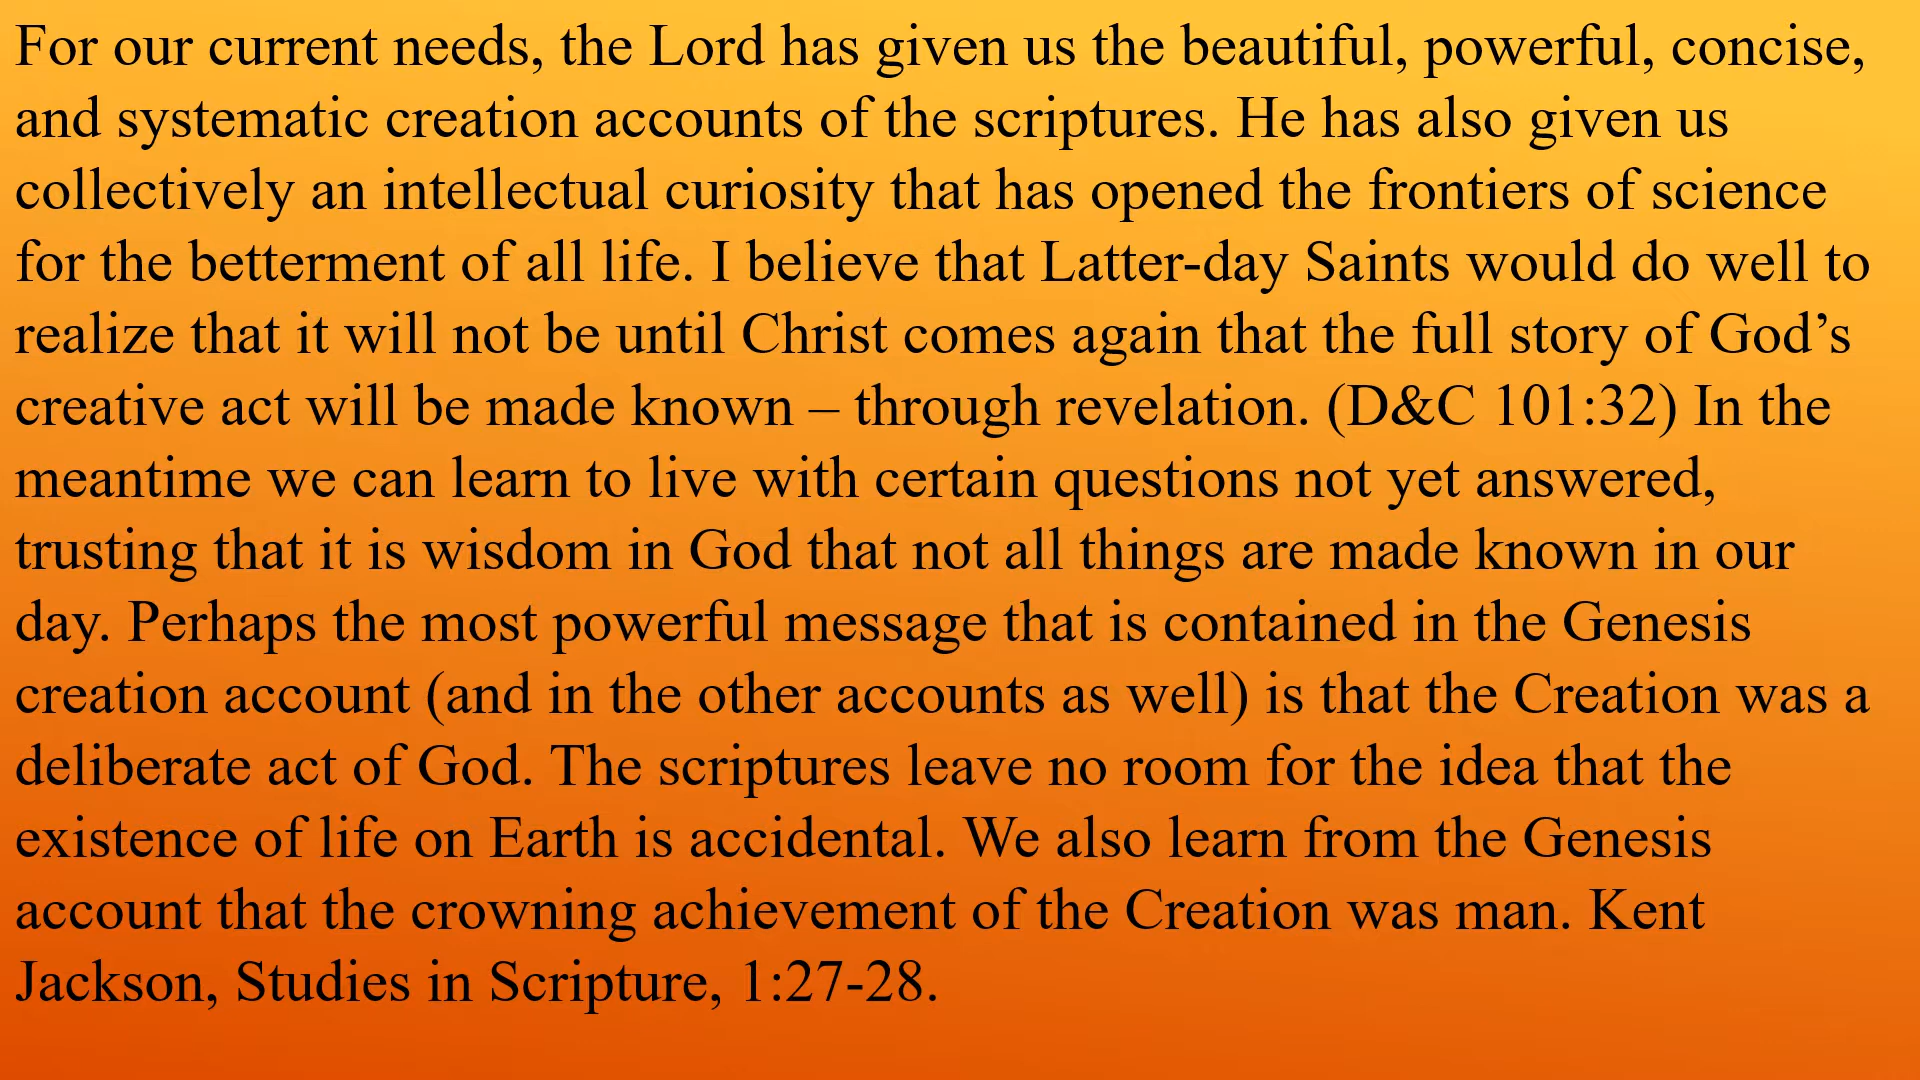 For our current needs, the Lord has given us the beautiful, powerful, concise,
and systematic creation accounts of the scriptures. He has also given us
collectively an intellectual curiosity that has opened the frontiers of science
for the betterment of all life. I believe that Latter-day Saints would do well to
realize that it will not be until Christ comes again that the full story of God’s
creative act will be made known – through revelation. (D&C 101:32) In the
meantime we can learn to live with certain questions not yet answered,
trusting that it is wisdom in God that not all things are made known in our
day. Perhaps the most powerful message that is contained in the Genesis
creation account (and in the other accounts as well) is that the Creation was a
deliberate act of God. The scriptures leave no room for the idea that the
existence of life on Earth is accidental. We also learn from the Genesis
account that the crowning achievement of the Creation was man. Kent
Jackson, Studies in Scripture, 1:27-28.